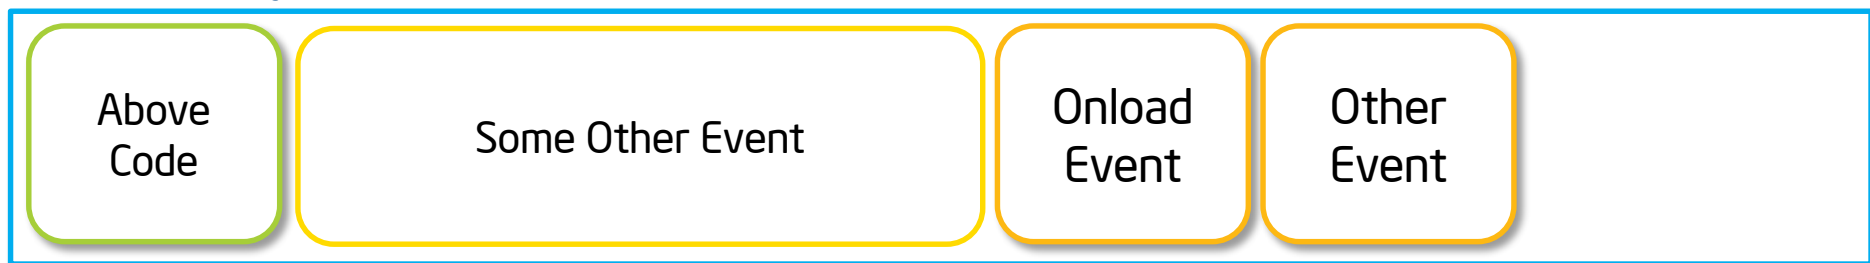 Above
Code
Some Other Event
Onload
Event
Other
Event